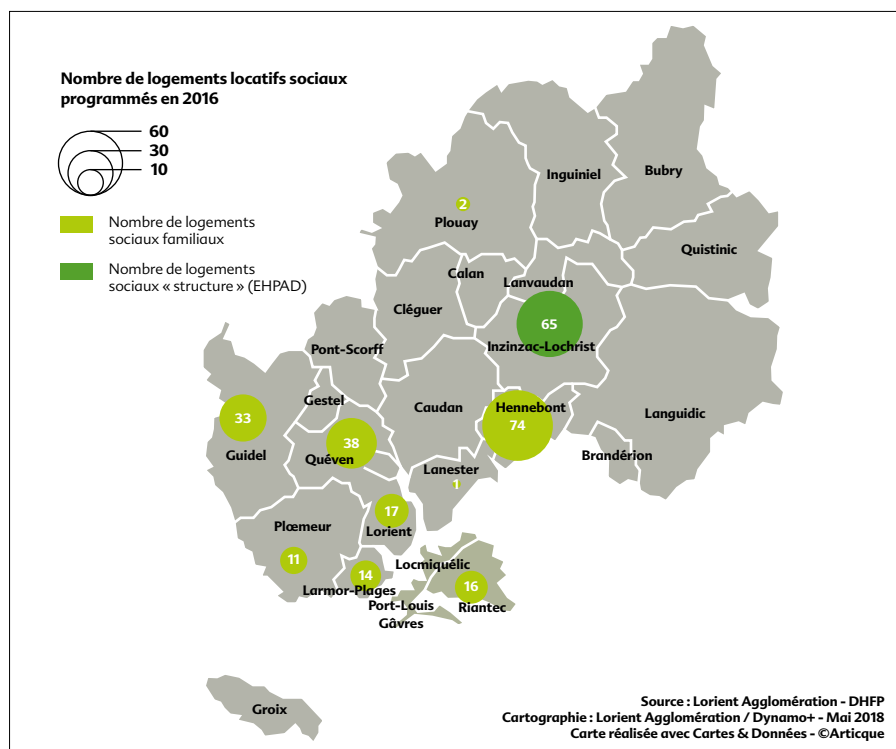 Nombre de logements locatifs sociaux
programmés en 2016
60
30
10
Nombre de logements
sociaux familiaux
Nombre de logements
sociaux « structure » (EHPAD)
Inguiniel
Bubry
2
Plouay
Quistinic
Calan
Lanvaudan
Cléguer
65
Inzinzac-Lochrist
Pont-Scorff
Gestel
Caudan
Hennebont
74
Languidic
33
Guidel
38
Quéven
Brandérion
Lanester
1
17
Lorient
Plœmeur
11
Locmiquélic
14
Larmor-Plages
16
Riantec
Port-Louis
Gâvres
Groix
Source : Lorient Agglomération - DHFP
Cartographie : Lorient Agglomération / Dynamo+ - Mai 2018
Carte réalisée avec Cartes & Données - ©Articque